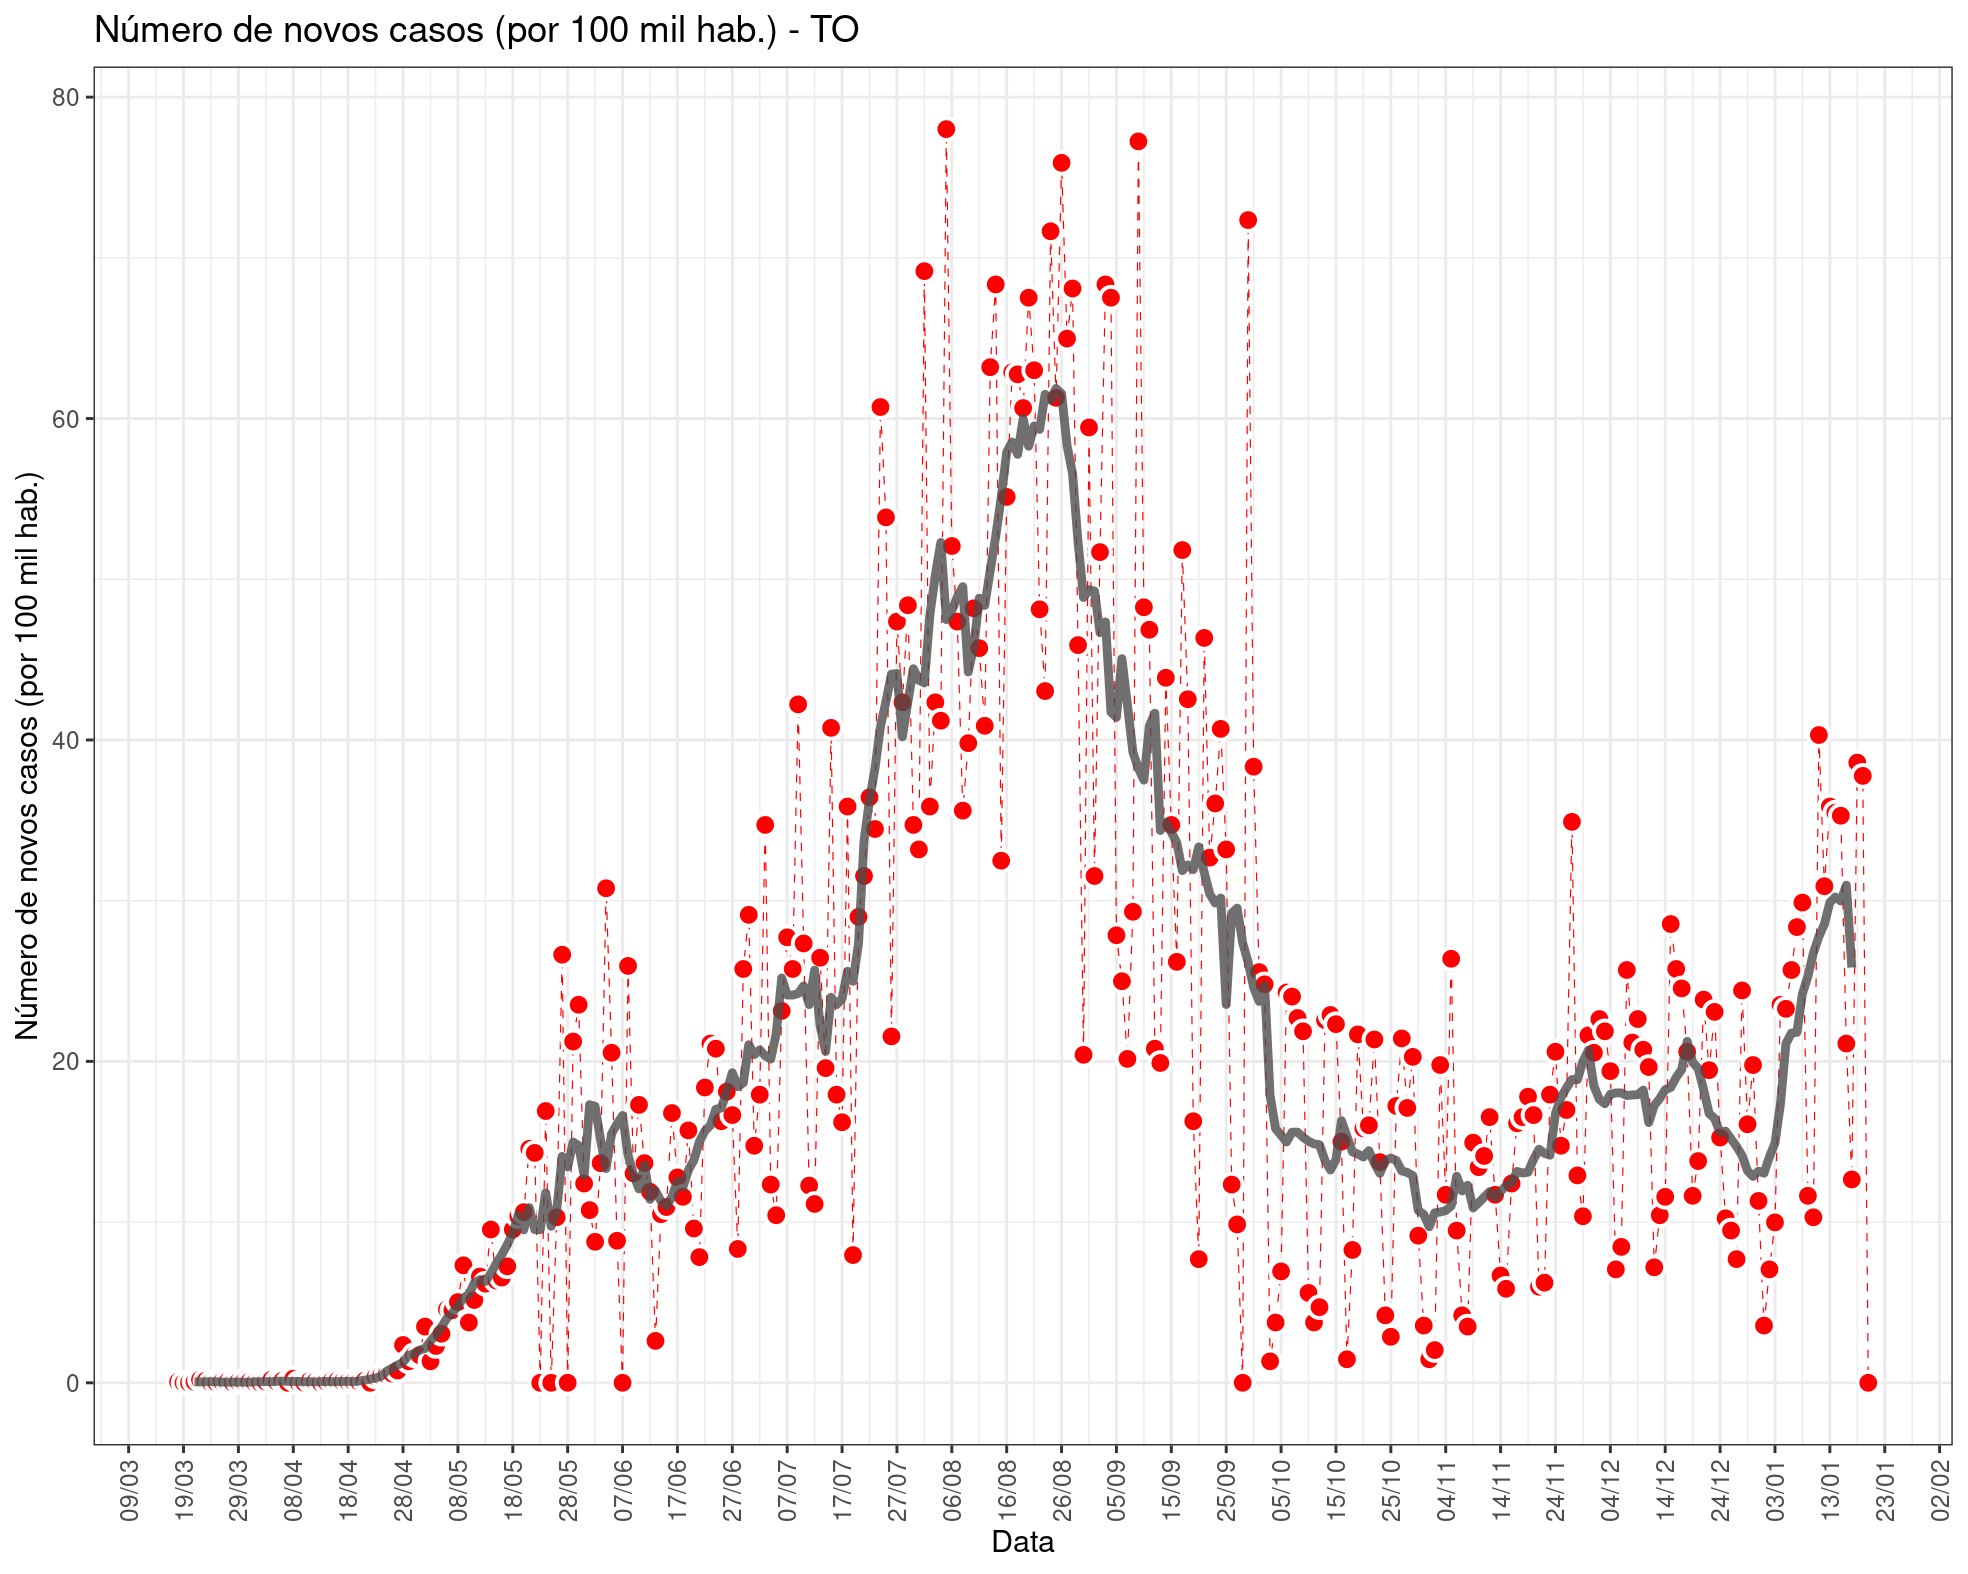 Número de novos casos (por 100 mil hab.) - TO
Número de novos casos (por 100 mil hab.)
80
60
40
20
0
09/03 19/03 29/03 08/04 18/04 28/04 08/05 18/05 28/05 07/06 17/06 27/06 07/07 17/07 27/07 06/08 16/08 26/08 05/09 15/09 25/09 05/10 15/10 25/10 04/11 14/11 24/11 04/12 14/12 24/12 03/01 13/01 23/01 02/02
Data